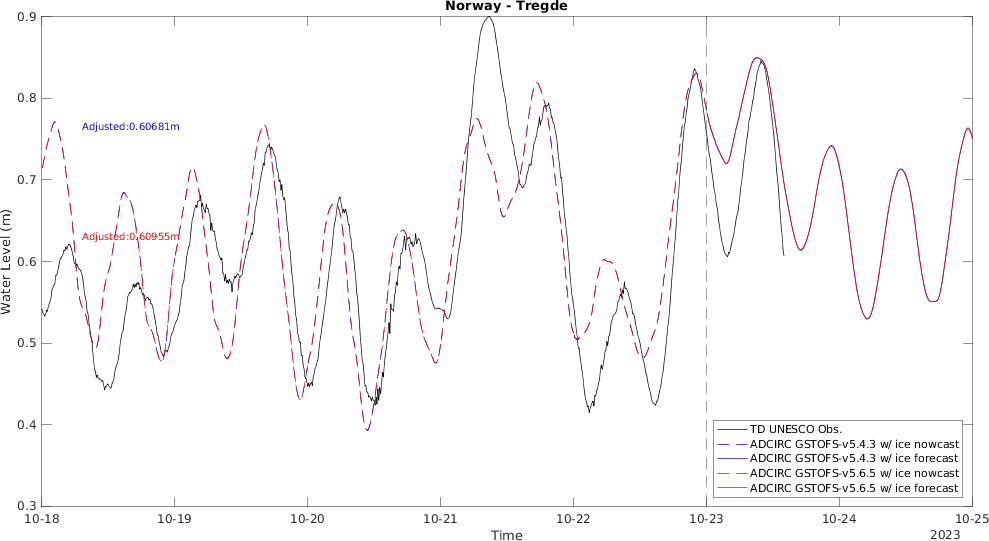 Norway - Tregde
0.9
0.8
0.7
0.6
0.5
0.4
0.3
Water Level (m)
Adjusted:0.60681m
Adjusted:0.60955m
TD UNESCO Obs.
ADCIRC GSTOFS-v5.4.3 w/ ice nowcast
ADCIRC GSTOFS-v5.4.3 w/ ice forecast
ADCIRC GSTOFS-v5.6.5 w/ ice nowcast
ADCIRC GSTOFS-v5.6.5 w/ ice forecast
10-18 10-19 10-20 10-21 10-22 10-23 10-24 10-25
Time
2023